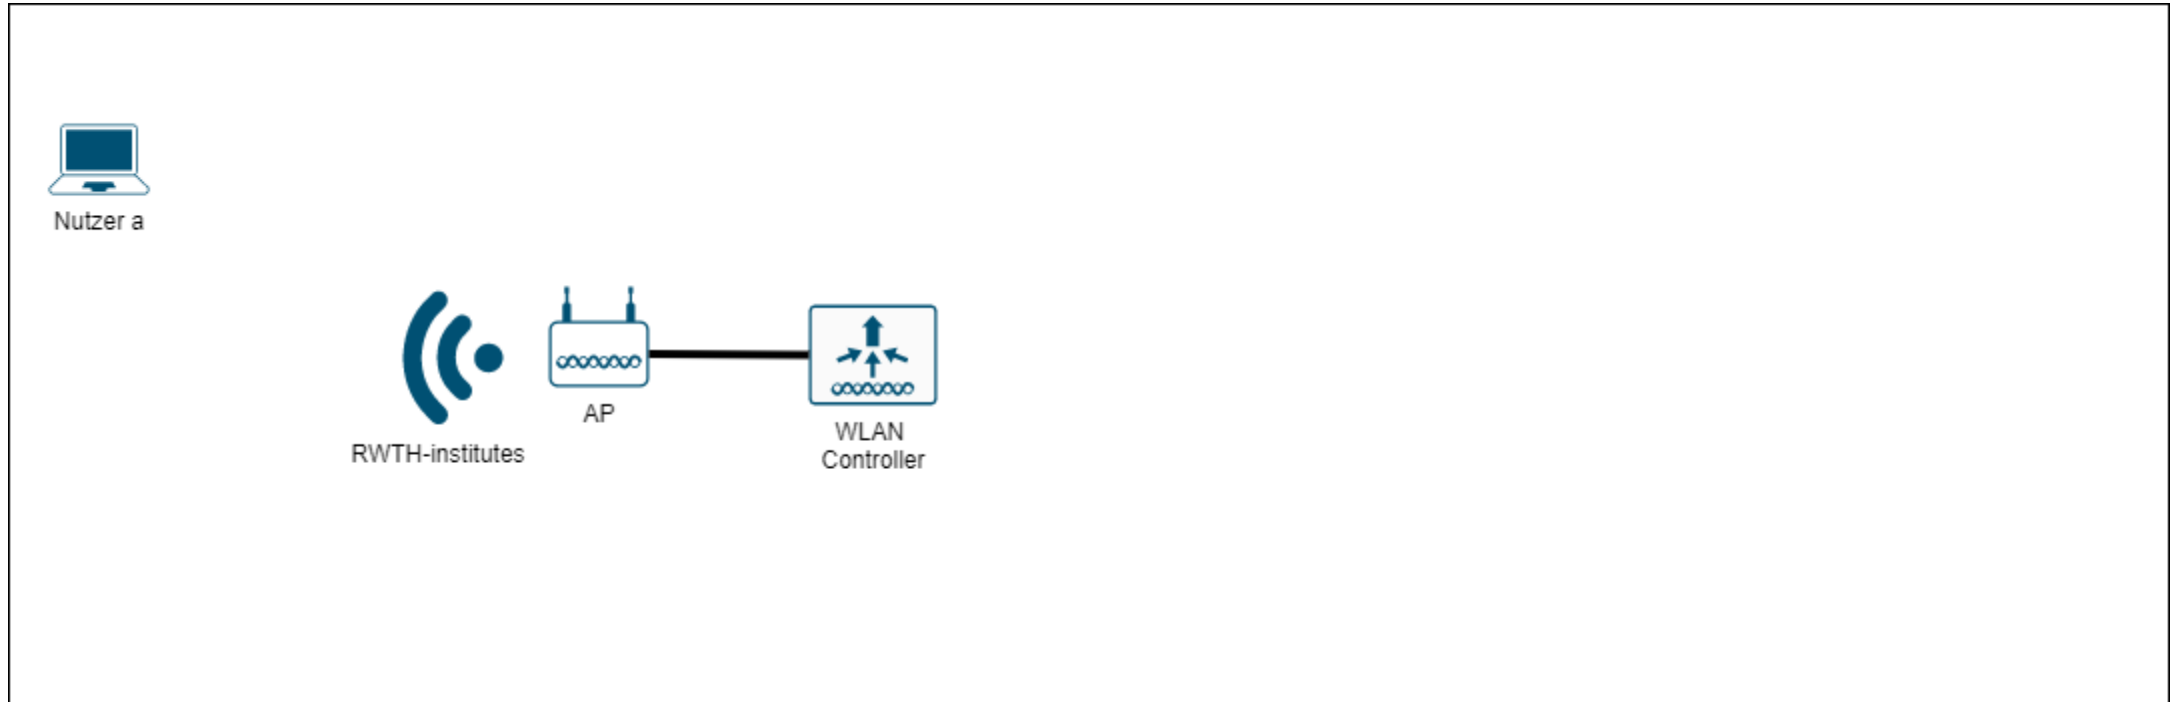 Nutzer a
RWTH-institutes
AP
WLAN
Controller